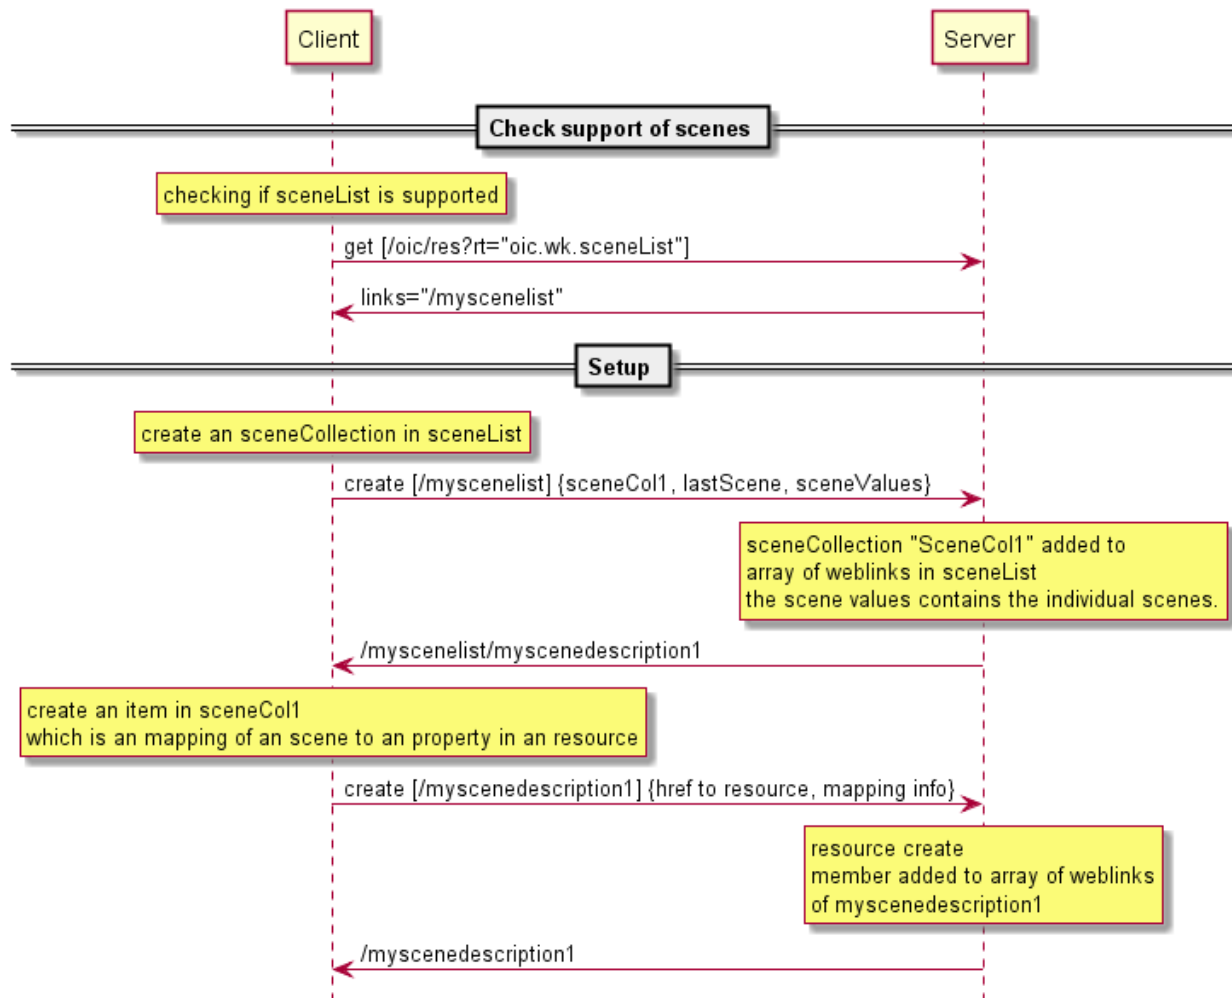 Client
Server
Check support of scenes
checking if sceneList is supported
get [/oic/res?rt="oic.wk.sceneList"]
links="/myscenelist"
Setup
create an sceneCollection in sceneList
create [/myscenelist] {sceneCol1, lastScene, sceneValues}
sceneCollection "SceneCol1" added to
array of weblinks in sceneList
the scene values contains the individual scenes.
/myscenelist/myscenedescription1
create an item in sceneCol1
which is an mapping of an scene to an property in an resource
create [/myscenedescription1] {href to resource, mapping info}
resource create
member added to array of weblinks
of myscenedescription1
/myscenedescription1